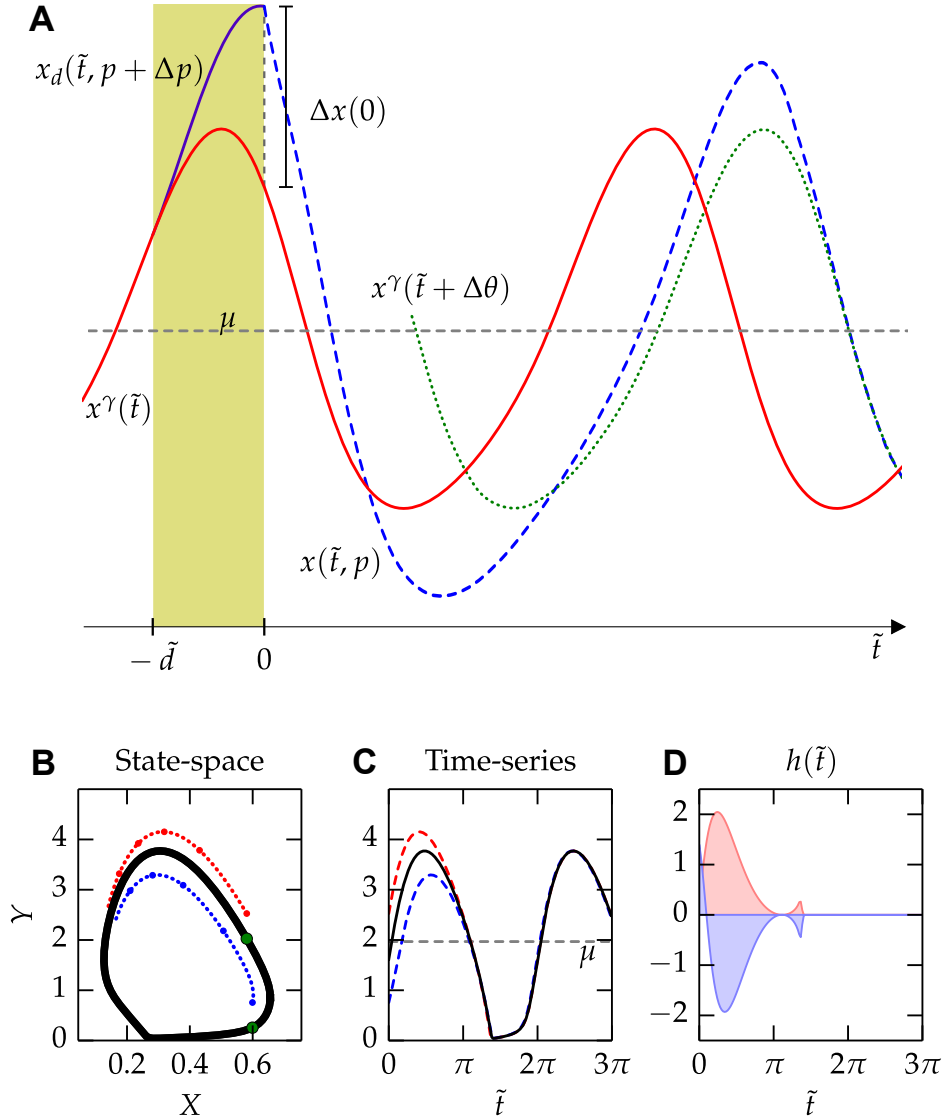 A
x_d(t̃, p + Δp)
Δx(0)
x^γ(t̃ + Δθ)
μ
x^γ(t̃)
x(t̃, p)
− d̃
0
t̃
B State-space
Y
4
3
2
1
0
0.2 0.4 0.6
X
C Time-series
4
3
2
1
0
μ
0 π 2π 3π
t̃
D h(t̃)
2
1
0
−1
−2
0 π 2π 3π
t̃